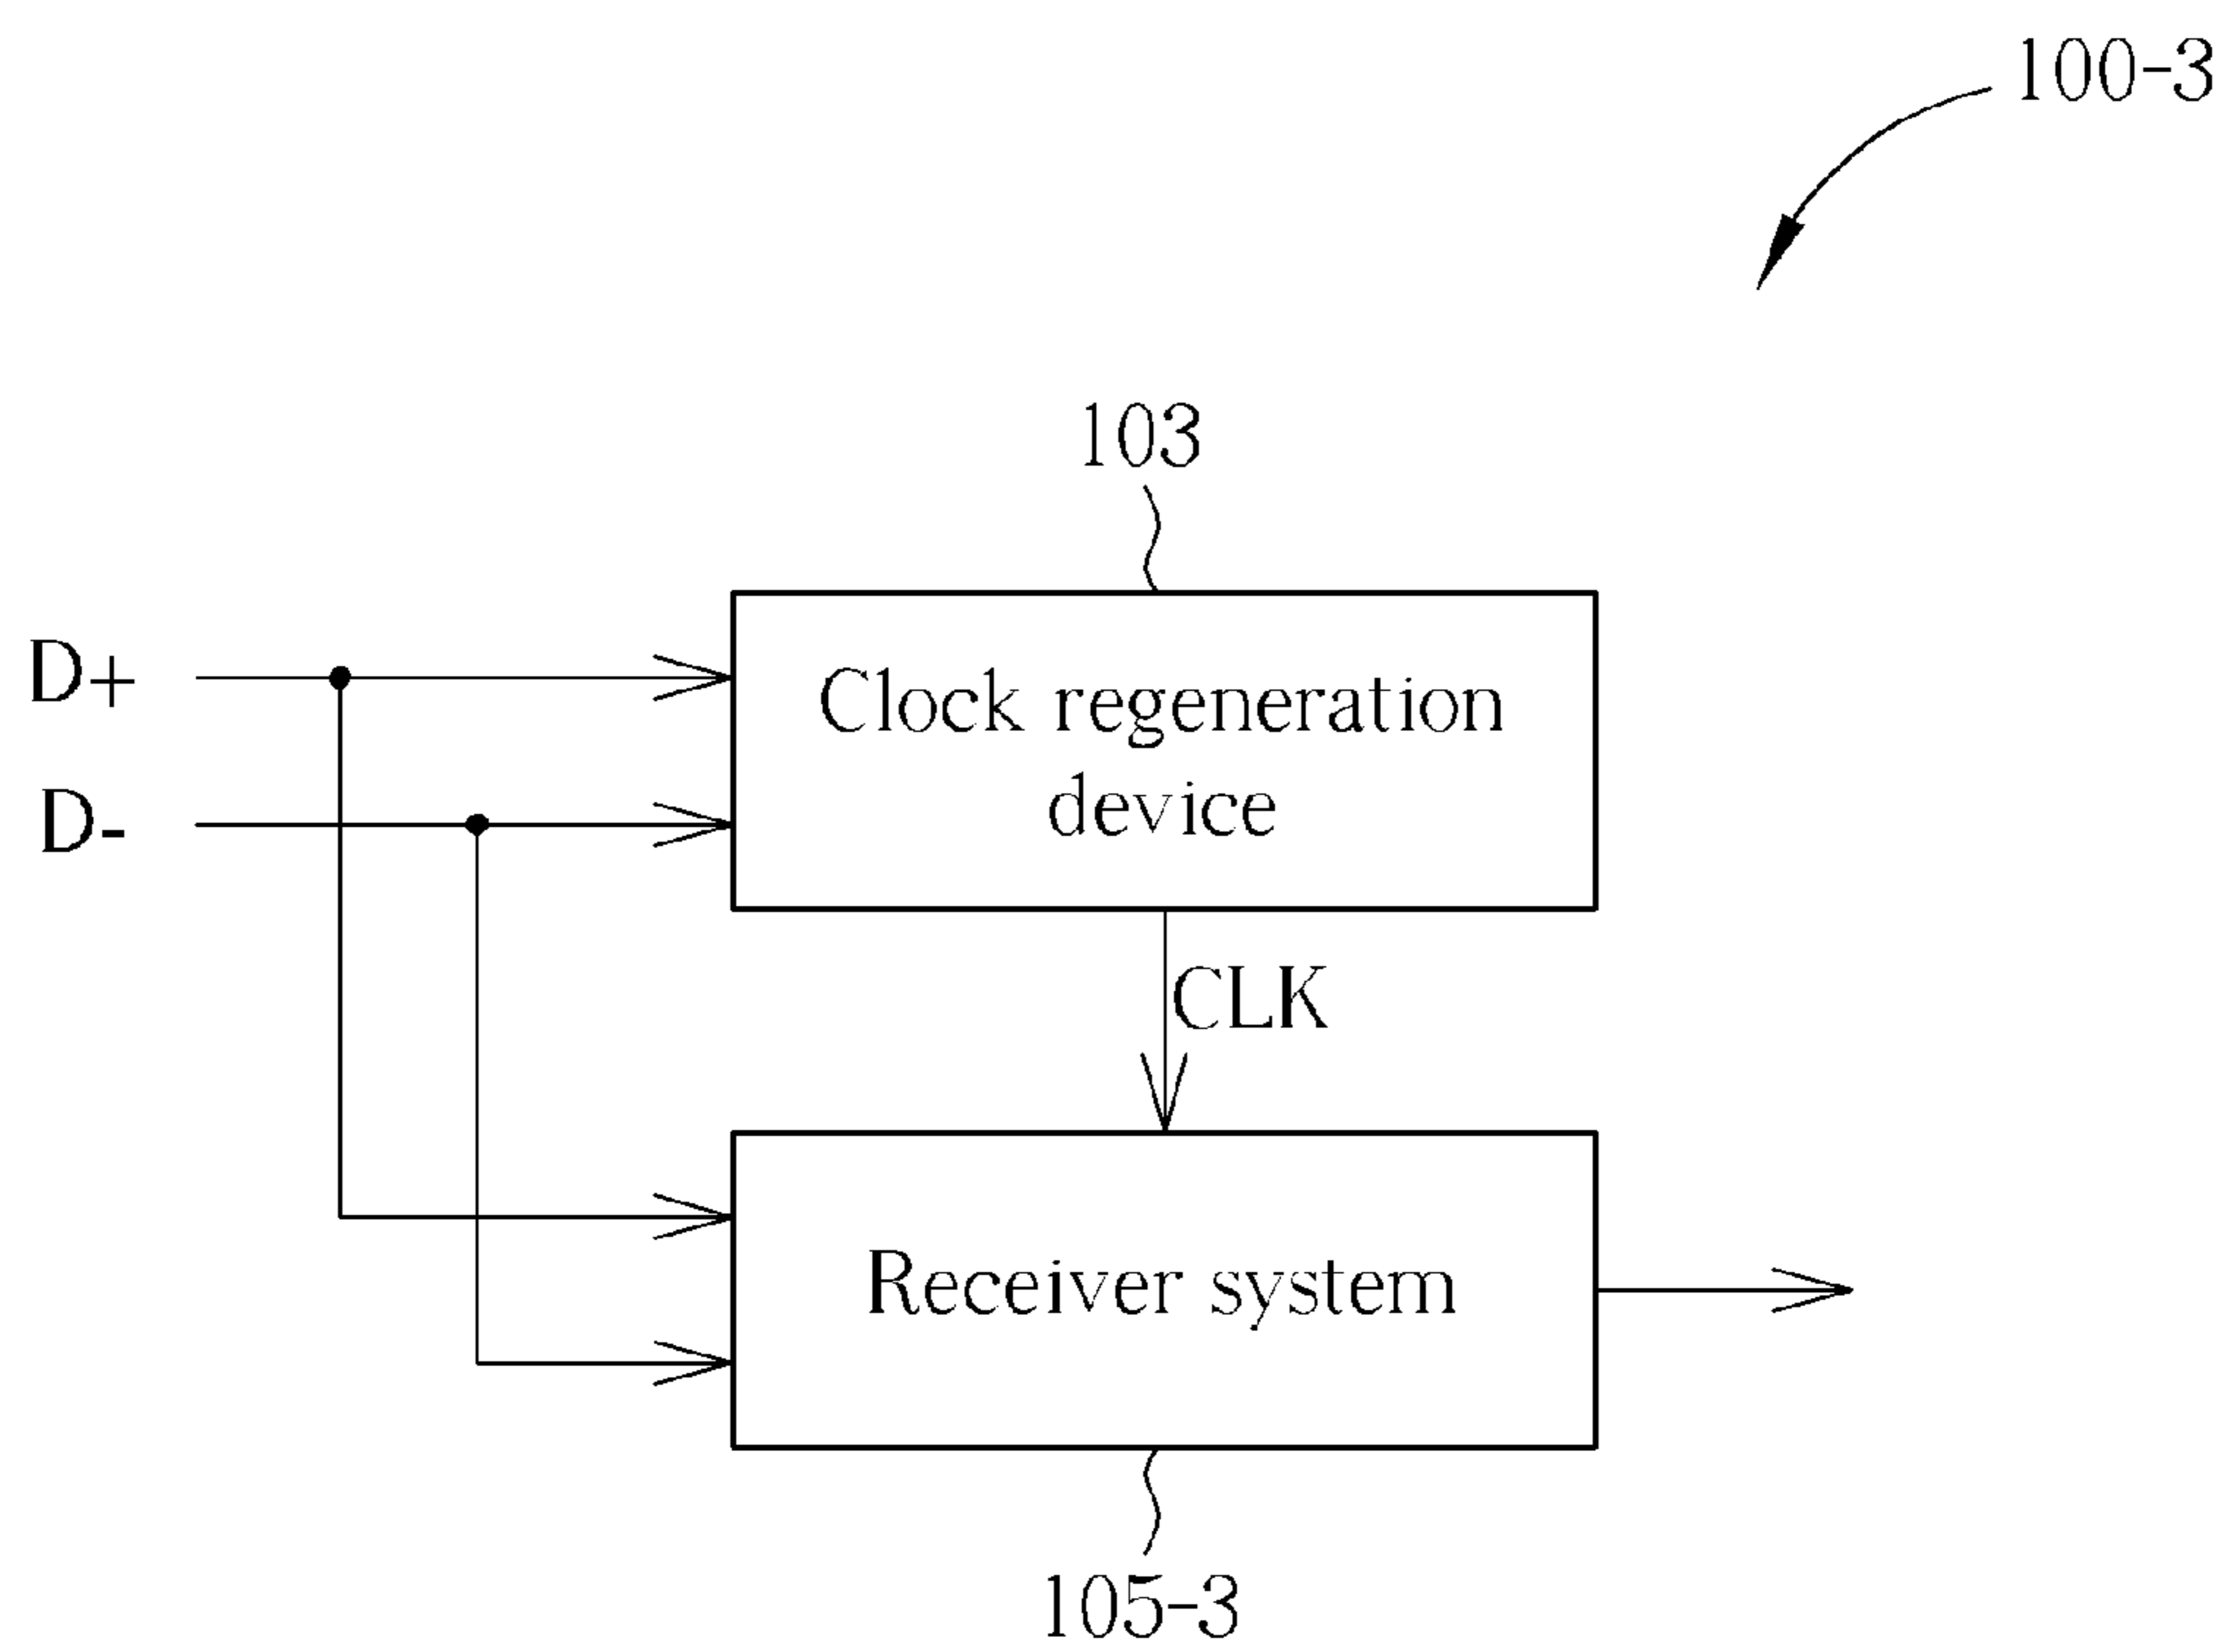 100-3
103
D+
Clock regeneration
device
D-
CLK
Receiver system
105-3